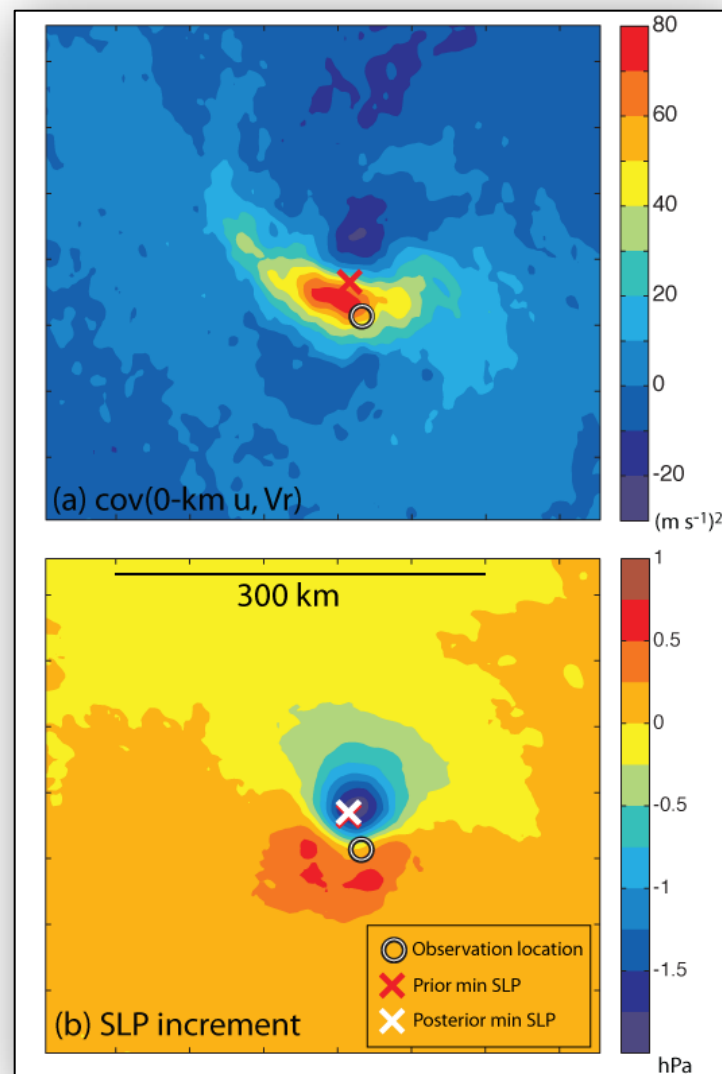 80
60
40
20
0
-20
(m s⁻¹)²
(a) cov(0-km u, Vr)
300 km
1
0.5
0
-0.5
-1
-1.5
hPa
Observation location
Prior min SLP
Posterior min SLP
(b) SLP increment